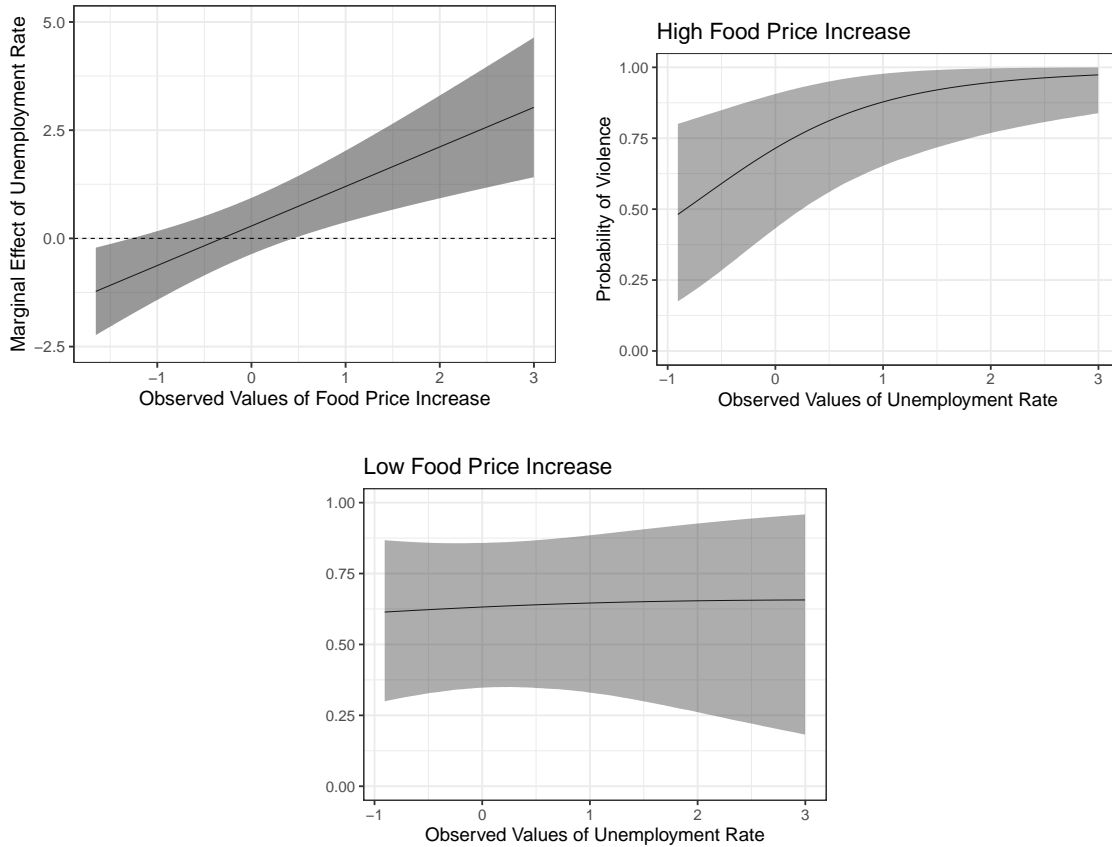 Marginal Effect of Unemployment Rate
5.0
2.5
0.0
−2.5
−1 0 1 2 3
Observed Values of Food Price Increase
High Food Price Increase
Probability of Violence
1.00
0.75
0.50
0.25
0.00
−1 0 1 2 3
Observed Values of Unemployment Rate
Low Food Price Increase
1.00
0.75
0.50
0.25
0.00
−1 0 1 2 3
Observed Values of Unemployment Rate